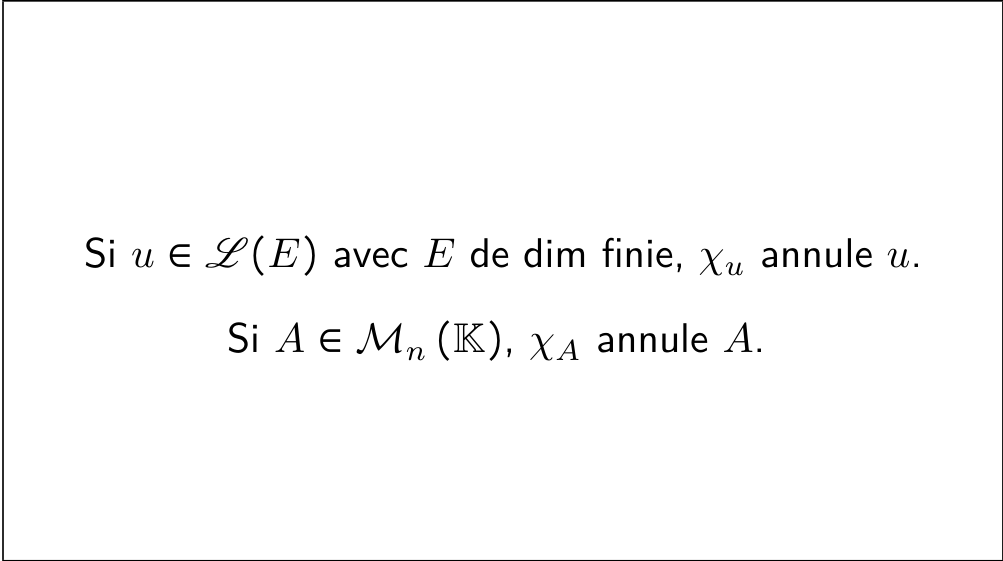 Si $u \in \mathscr{L}(E)$ avec $E$ de dim finie, $\chi_u$ annule $u$.
Si $A \in \mathcal{M}_n(\mathbb{K})$, $\chi_A$ annule $A$.